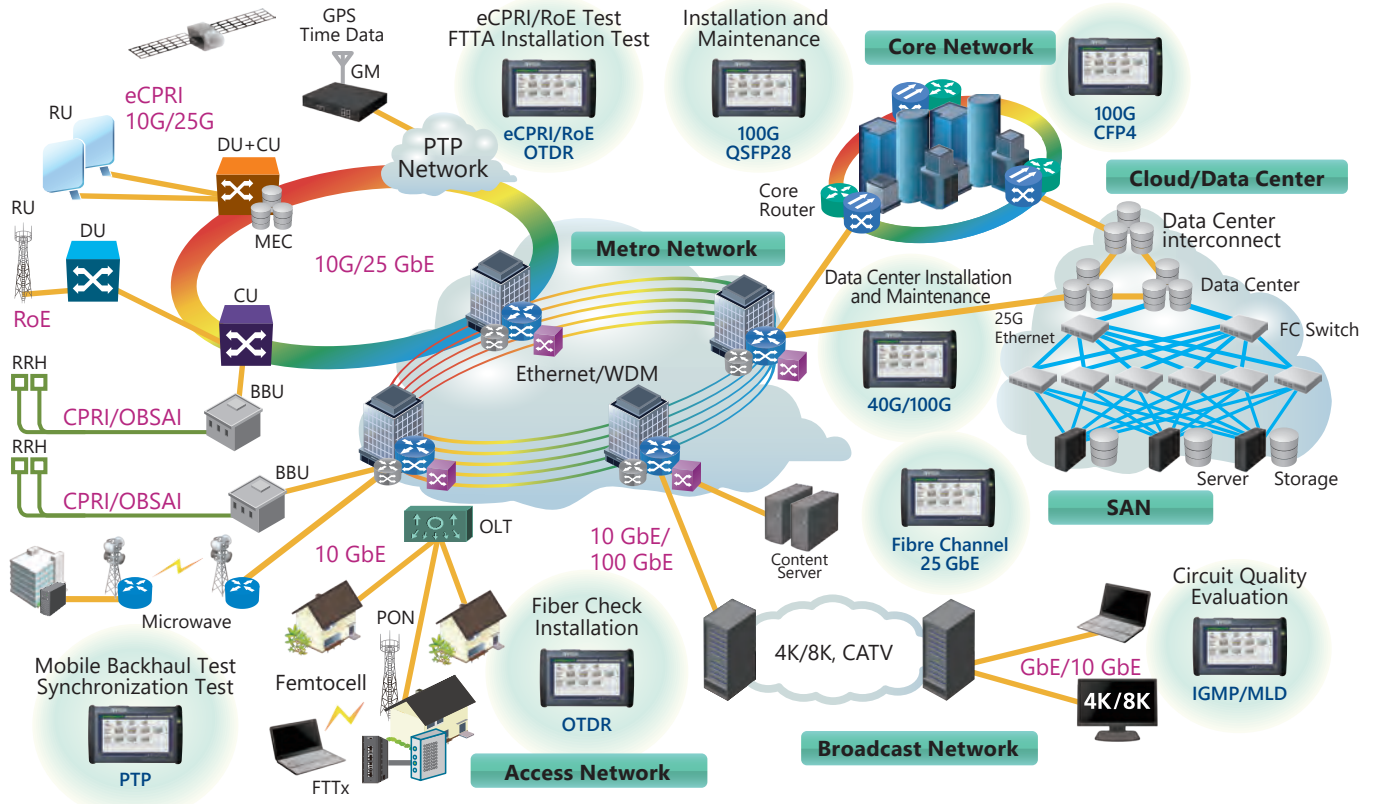 GPS
Time Data
GM
eCPRI/RoE Test
FTTA Installation Test
eCPRI/RoE
OTDR
Installation and
Maintenance
100G
QSFP28
Core Network
100G
CFP4
RU
eCPRI
10G/25G
DU+CU
MEC
PTP
Network
Core
Router
Cloud/Data Center
Data Center
interconnect
RU
DU
RoE
CU
10G/25 GbE
Metro Network
Data Center Installation
and Maintenance
40G/100G
Data Center
25G
Ethernet
FC Switch
Ethernet/WDM
RRH
CPRI/OBSAI
BBU
RRH
CPRI/OBSAI
BBU
Server
Storage
SAN
OLT
10 GbE
10 GbE/
100 GbE
Content
Server
Fibre Channel
25 GbE
Microwave
PON
Fiber Check
Installation
OTDR
4K/8K, CATV
Circuit Quality
Evaluation
IGMP/MLD
GbE/10 GbE
4K/8K
Mobile Backhaul Test
Synchronization Test
PTP
Femtocell
FTTx
Access Network
Broadcast Network